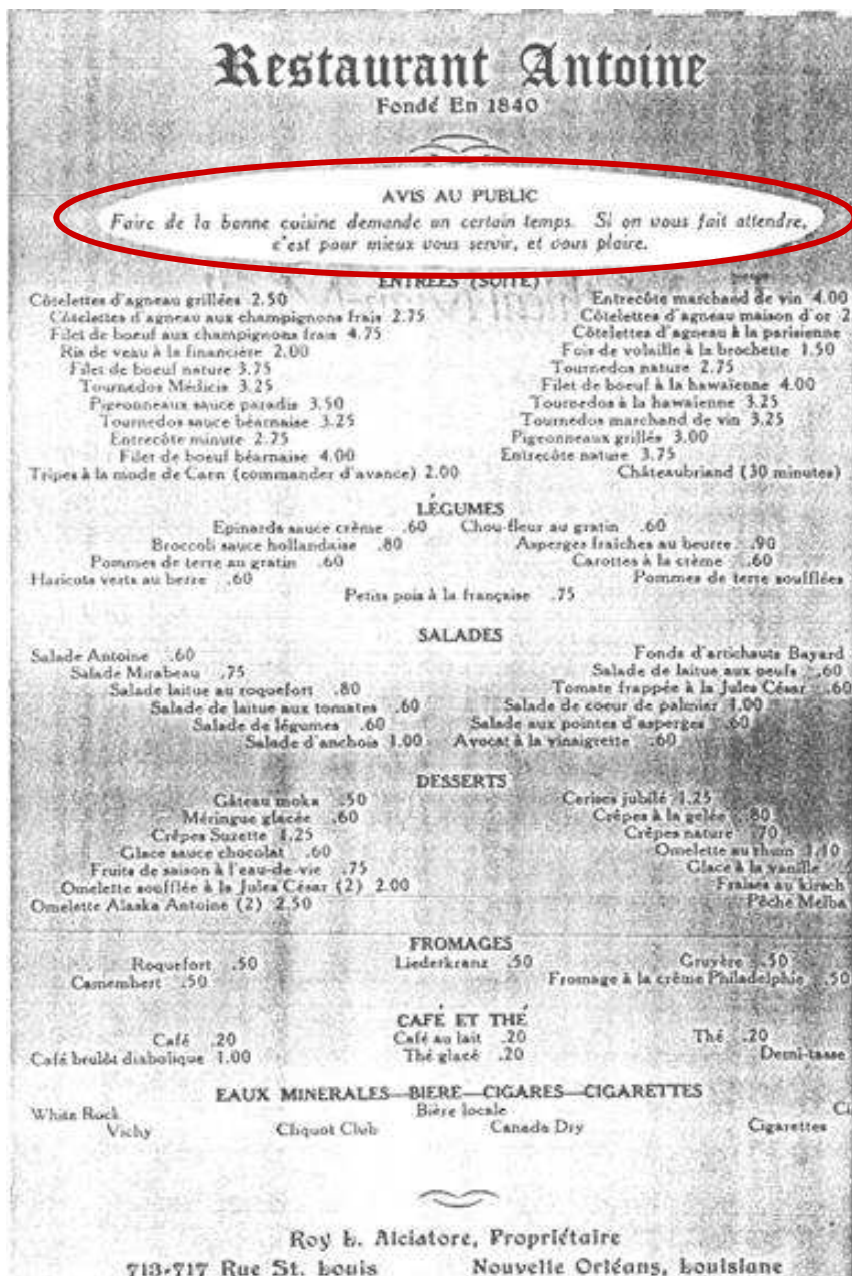 Restaurant Antoine
Fondé En 1840
AVIS AU PUBLIC
Faire de la bonne cuisine demande un certain temps. Si on vous fait attendre,
c'est pour mieux vous servir, et vous plaire.
ENTRÉES (SUITE)
Côtelettes d'agneau grillées 2.50
Côtelettes d'agneau aux champignons frais 2.75
Filet de boeuf aux champignons frais 4.75
Ris de veau à la financière 2.00
Filet de boeuf nature 3.75
Tournedos Médicis 3.25
Pigeonneaux sauce paradis 3.50
Tournedos sauce béarnaise 3.25
Entrecôte minute 2.75
Filet de boeuf béarnaise 4.00
Tripes à la mode de Caen (commander d'avance) 2.00
Entrecôte marchand de vin 4.00
Côtelettes d'agneau maison d'or 2
Côtelettes d'agneau à la parisienne
Fois de volaille à la brochette 1.50
Tournedos nature 2.75
Filet de boeuf à la hawaïenne 4.00
Tournedos à la hawaïenne 3.25
Tournedos marchand de vin 3.25
Pigeonneaux grillés 3.00
Entrecôte nature 3.75
Châteaubriand (30 minutes)
LÉGUMES
Epinards sauce crême .60
Broccoli sauce hollandaise .80
Pommes de terre au gratin .60
Haricots verts au berre .60
Chou-fleur au gratin .60
Asperges fraîches au beurre .90
Carottes à la crème .60
Pommes de terre soufflées
Petits pois à la française .75
SALADES
Salade Antoine .60
Salade Mirabeau .75
Salade laitue au roquefort .80
Salade de laitue aux tomates .60
Salade de légumes .60
Salade d'anchois 1.00
Fonds d'artichauts Bayard
Salade de laitue aux oeufs .60
Tomate frappée à la Jules César .60
Salade de coeur de palmier 1.00
Salade aux pointes d'asperges .60
Avocat à la vinaigrette .60
DESSERTS
Gâteau moka .50
Méringue glacée .60
Crêpes Suzette 1.25
Glace sauce chocolat .60
Fruits de saison à l'eau-de-vie .75
Omelette soufflée à la Jules César (2) 2.00
Omelette Alaska Antoine (2) 2.50
Cerises jubilé 1.25
Crêpes à la gelée .80
Crêpes nature .70
Omelette au rhum 1.10
Glace à la vanille
Fraises au kirsch
Pêche Melba
FROMAGES
Roquefort .50
Camembert .50
Liederkranz .50
Gruyère .50
Fromage à la crème Philadelphie .50
CAFÉ ET THÉ
Café .20
Café brulôt diabolique 1.00
Café au lait .20
Thé glacé .20
Thé .20
Demi-tasse
EAUX MINERALES—BIERE—CIGARES—CIGARETTES
White Rock
Vichy
Cliquot Club
Bière locale
Canada Dry
Ci
Cigarettes
Roy L. Alciatore, Propriétaire
713-717 Rue St. Louis Nouvelle Orléans, Louisiane